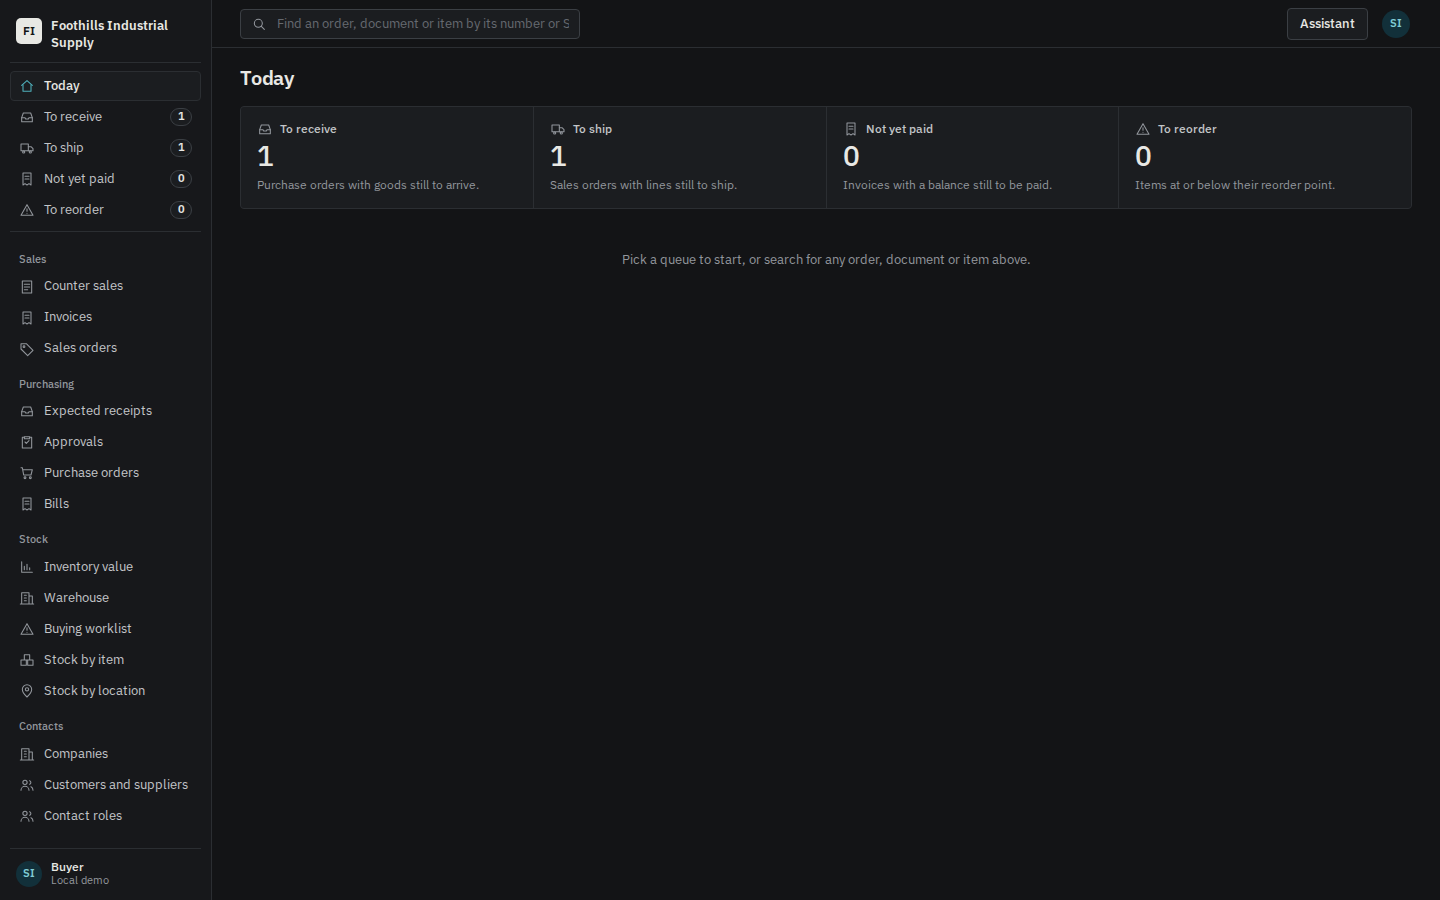 FI
Foothills Industrial
Supply
Today
To receive 1
To ship 1
Not yet paid 0
To reorder 0
Sales
Counter sales
Invoices
Sales orders
Purchasing
Expected receipts
Approvals
Purchase orders
Bills
Stock
Inventory value
Warehouse
Buying worklist
Stock by item
Stock by location
Contacts
Companies
Customers and suppliers
Contact roles
SI
Buyer
Local demo
Find an order, document or item by its number or S
Assistant
SI
Today
To receive
1
Purchase orders with goods still to arrive.
To ship
1
Sales orders with lines still to ship.
Not yet paid
0
Invoices with a balance still to be paid.
To reorder
0
Items at or below their reorder point.
Pick a queue to start, or search for any order, document or item above.